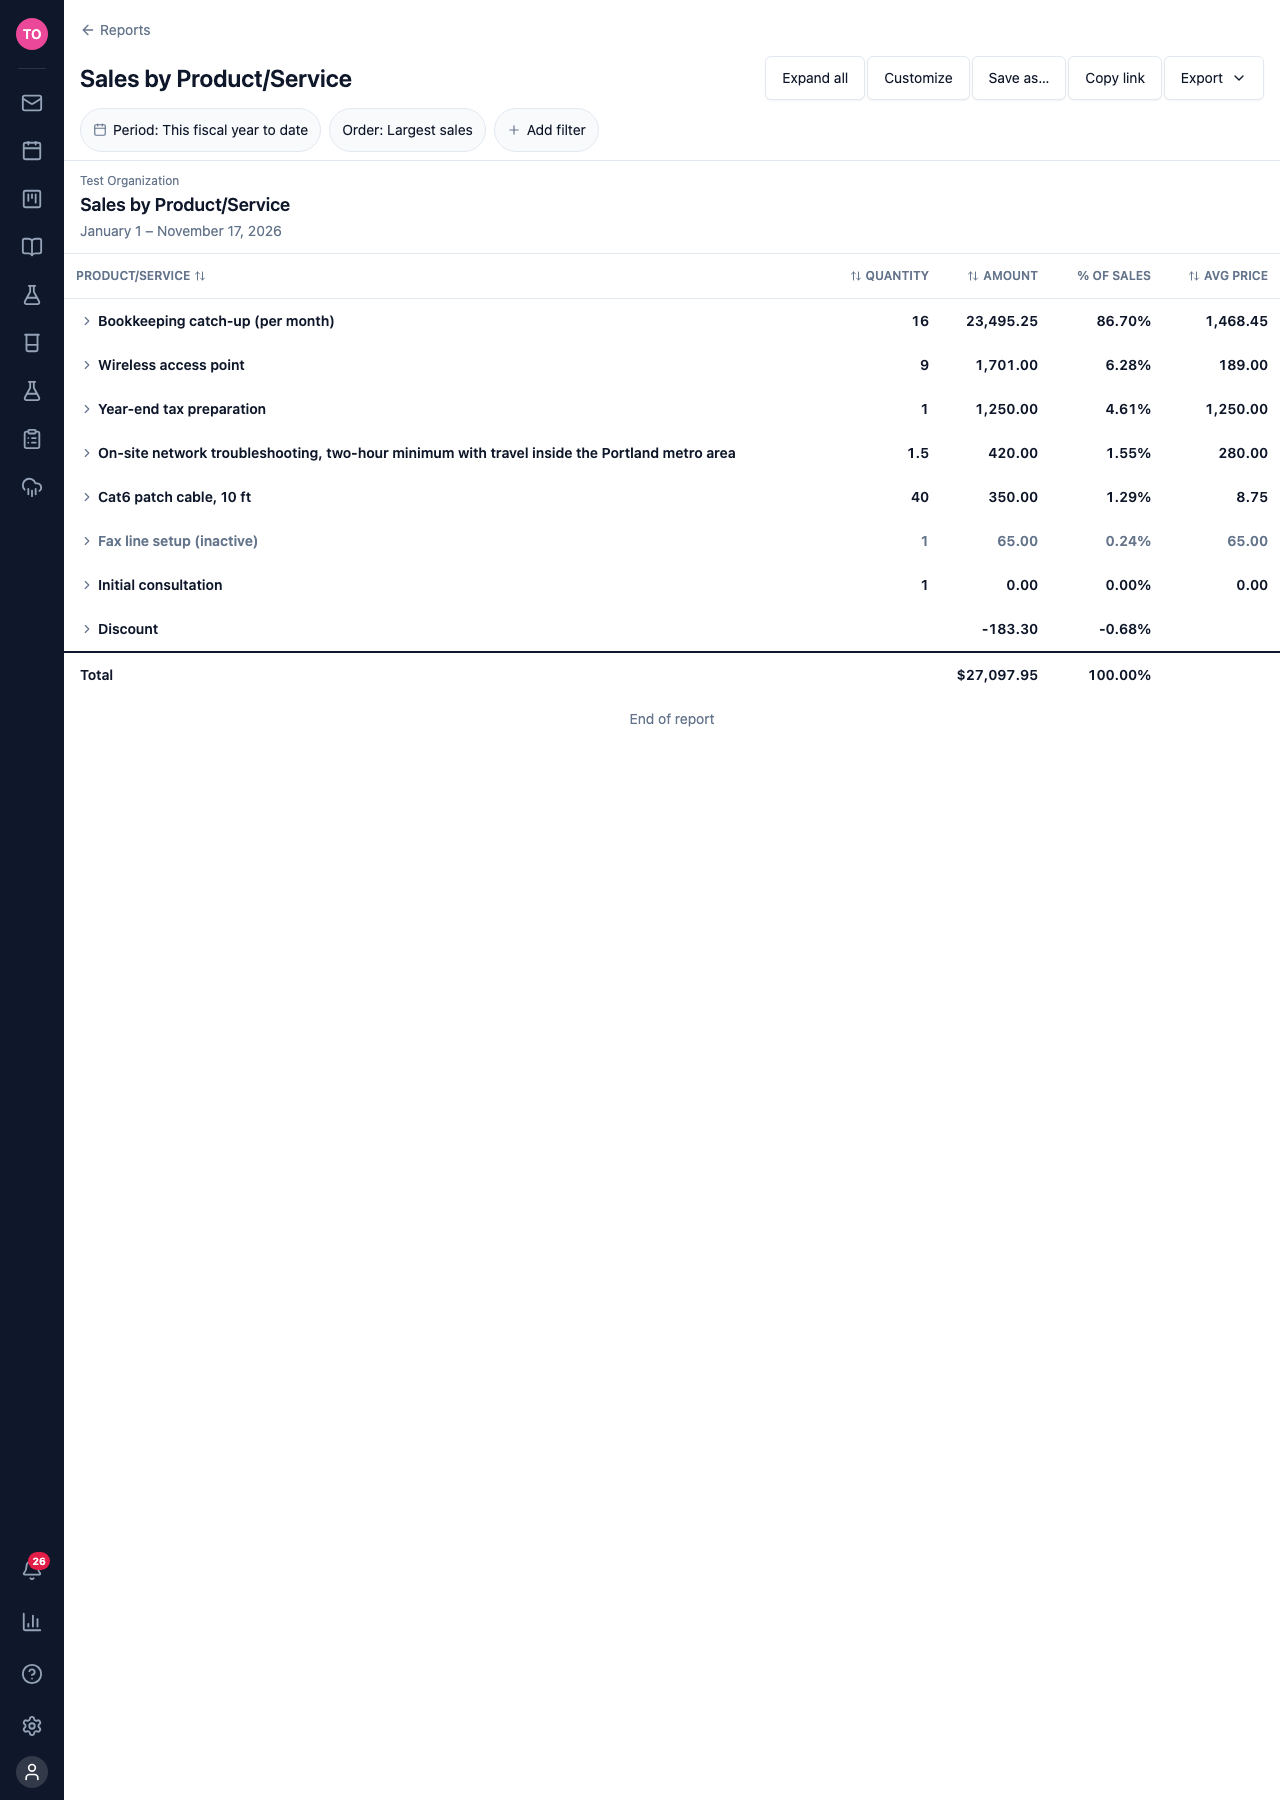 TO
Reports
Sales by Product/Service
Expand all
Customize
Save as...
Copy link
Export
Period: This fiscal year to date
Order: Largest sales
Add filter
Test Organization
Sales by Product/Service
January 1 – November 17, 2026
PRODUCT/SERVICE QUANTITY AMOUNT % OF SALES AVG PRICE
Bookkeeping catch-up (per month) 16 23,495.25 86.70% 1,468.45
Wireless access point 9 1,701.00 6.28% 189.00
Year-end tax preparation 1 1,250.00 4.61% 1,250.00
On-site network troubleshooting, two-hour minimum with travel inside the Portland metro area 1.5 420.00 1.55% 280.00
Cat6 patch cable, 10 ft 40 350.00 1.29% 8.75
Fax line setup (inactive) 1 65.00 0.24% 65.00
Initial consultation 1 0.00 0.00% 0.00
Discount -183.30 -0.68%
Total $27,097.95 100.00%
End of report
26